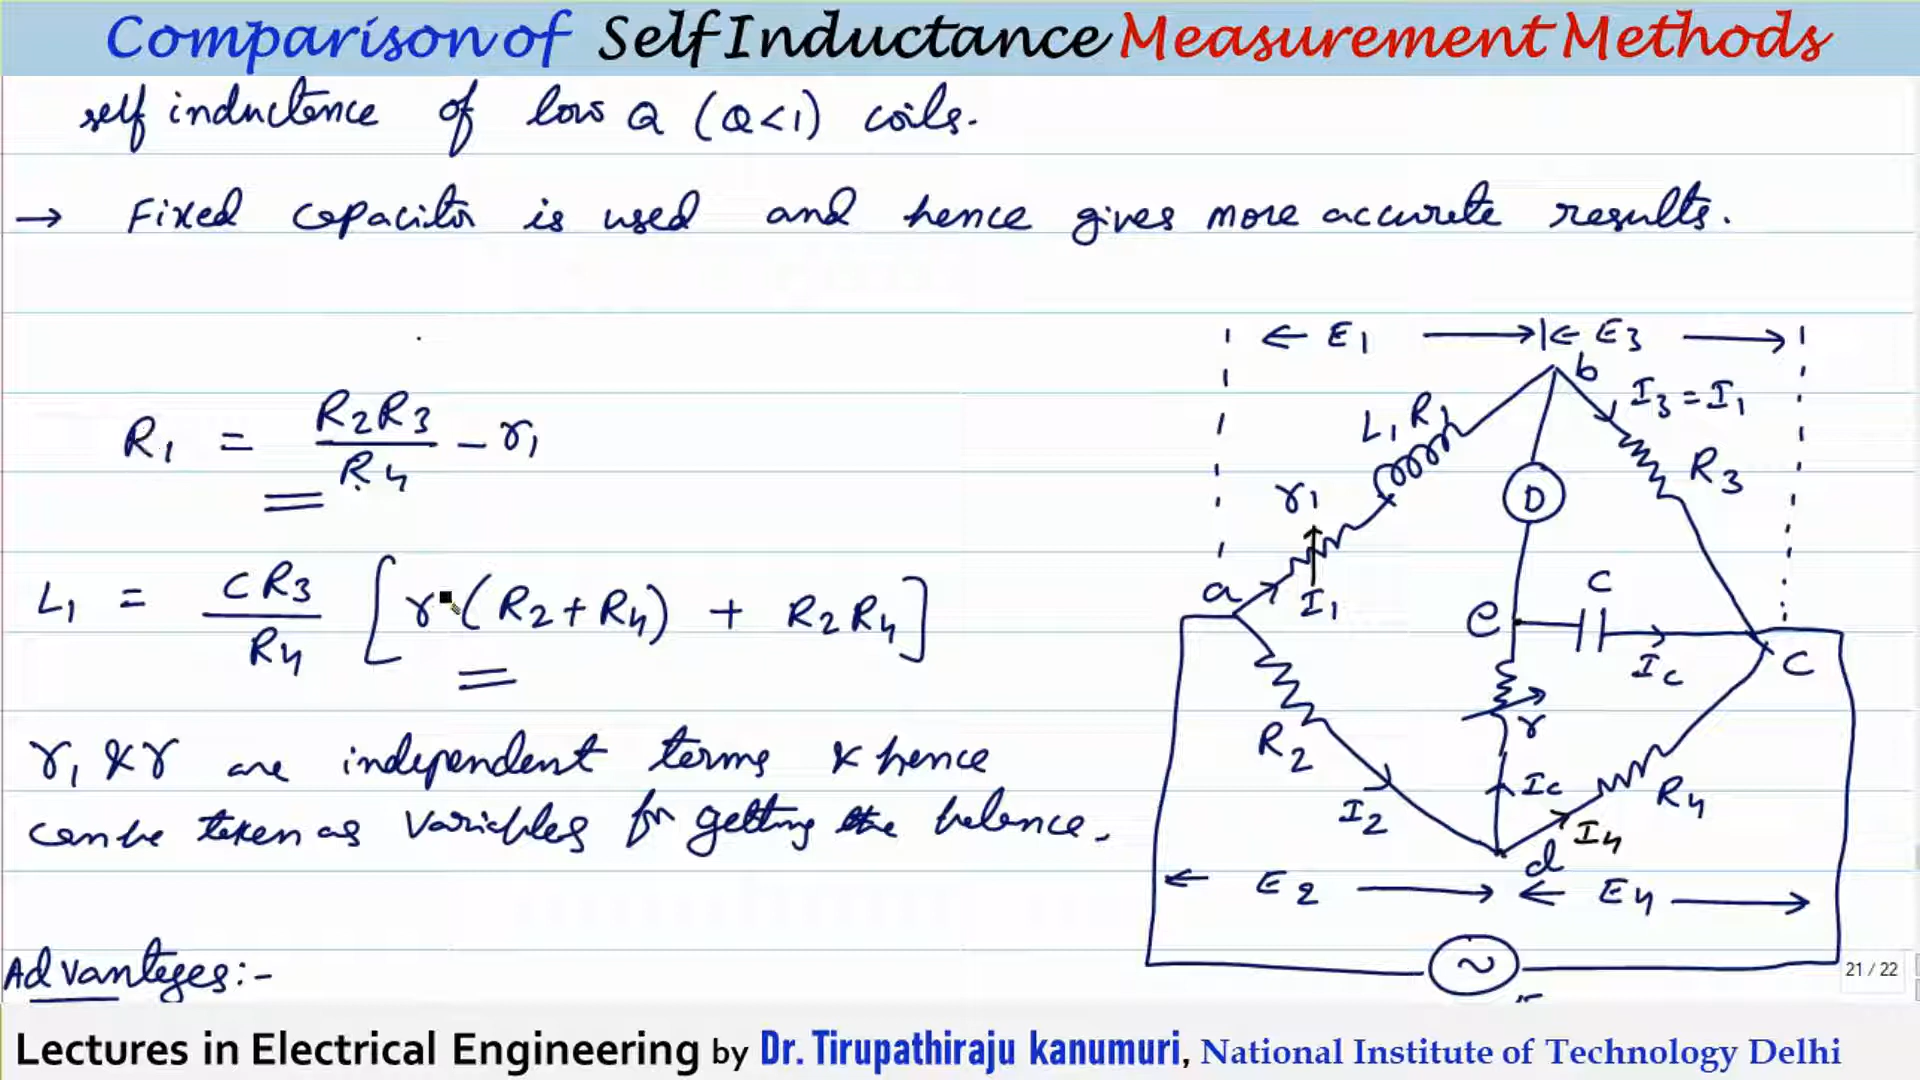 Comparison of Self Inductance Measurement Methods
self inductance of low Q (Q<1) coils.
→ Fixed capacitor is used and hence gives more accurate results.
R1 = R2R3/R4 - r1
L1 = CR3/R4 [r (R2+R4) + R2R4]
r1 & r are independent terms & hence
can be taken as variables for getting the balance.
Advantages:-
← E1 → ← E3 →
b
I3 = I1
L1 R1
R3
r1
D
a
I1
e
C
Ic
C
R2
r
Ic
R4
I2
I4
d
← E2 → ← E4 →
~
21 / 22
Lectures in Electrical Engineering by Dr. Tirupathiraju kanumuri, National Institute of Technology Delhi